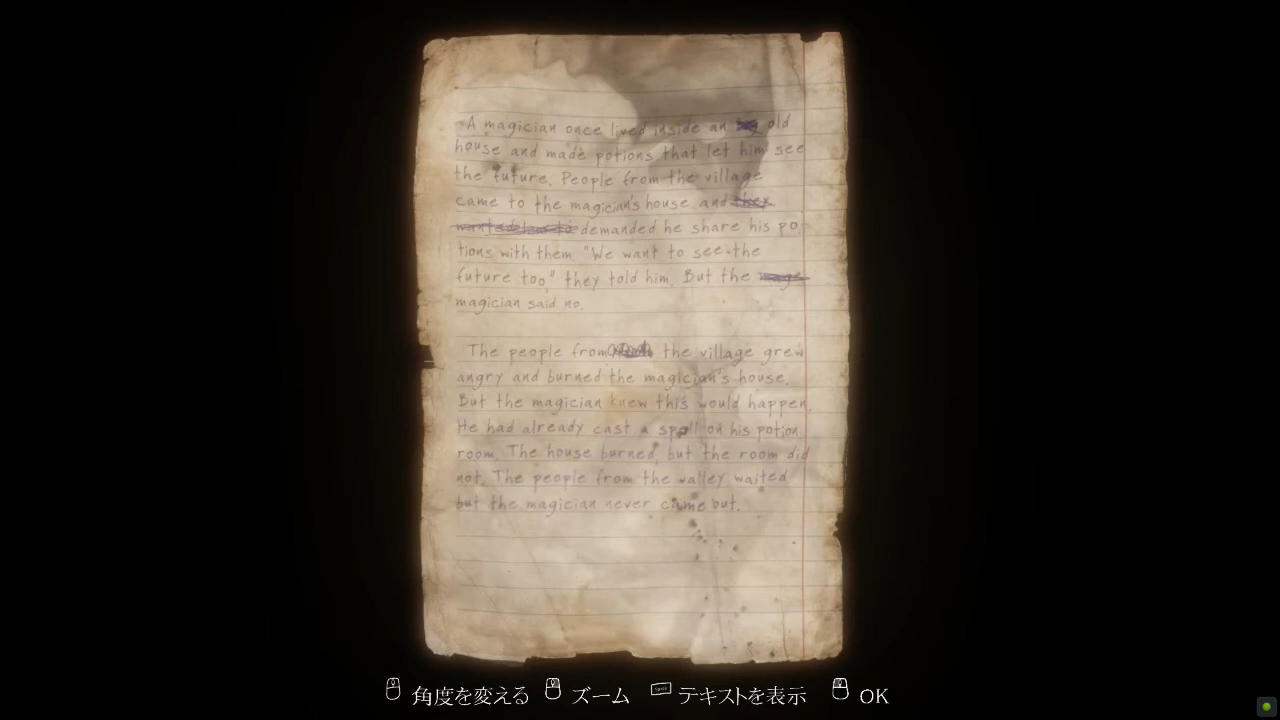 A magician once lived inside an old
house and made potions that let him see
the future. People from the village
came to the magician's house and they
wanted him to demanded he share his po
tions with them "We want to see the
future too," they told him. But the mage
magician said no.
The people from the village grew
angry and burned the magician's house.
But the magician knew this would happen.
He had already cast a spell on his potion
room. The house burned, but the room did
not. The people from the valley waited
but the magician never came out.
角度を変える ズーム テキストを表示 OK